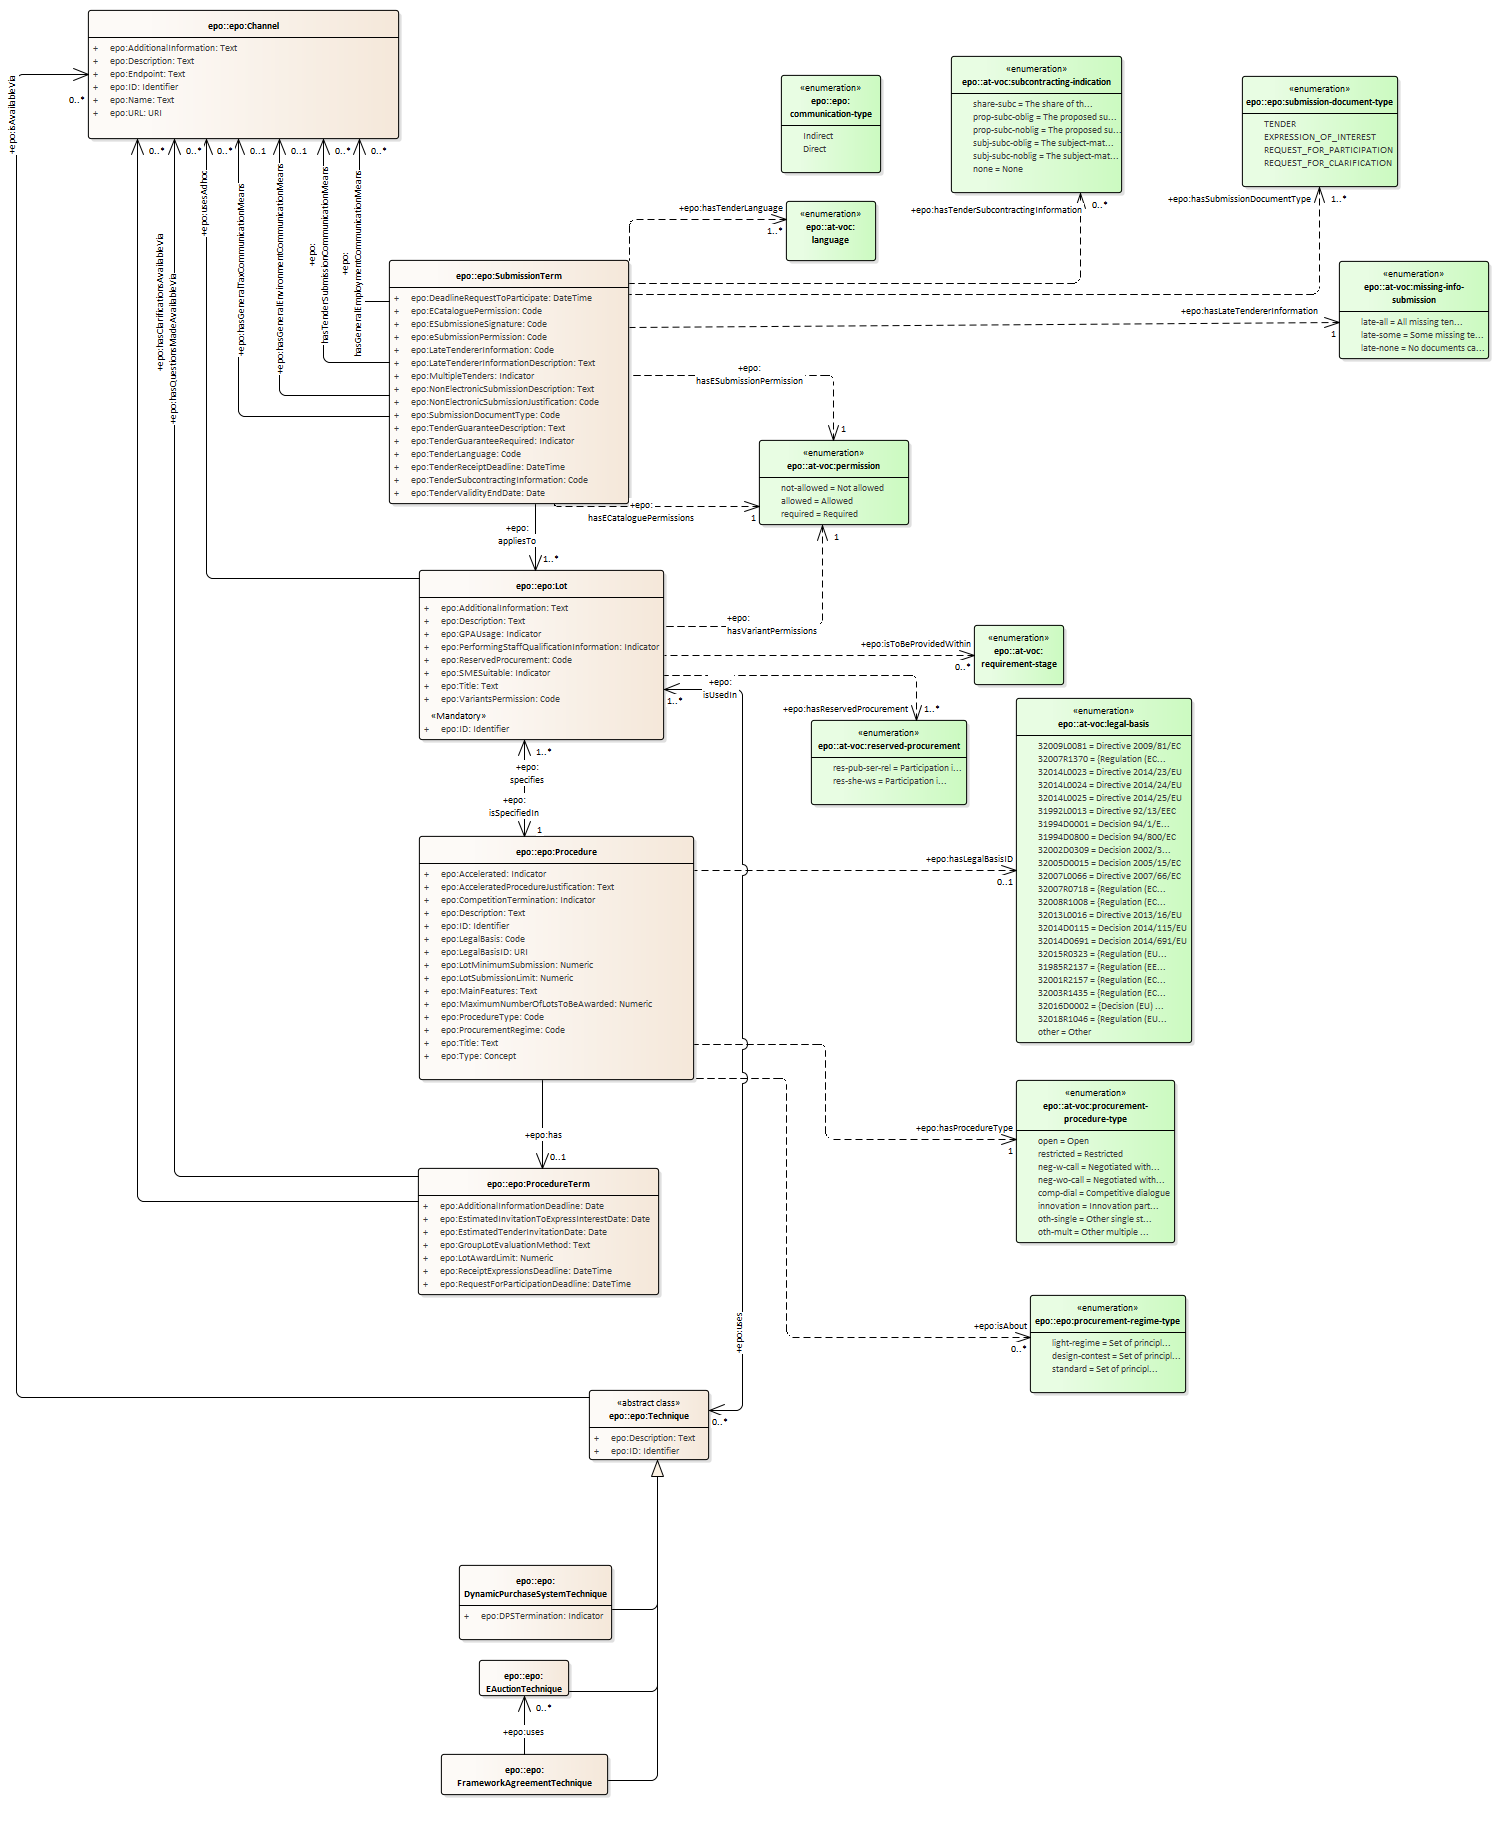 epo::epo:Channel
+ epo:AdditionalInformation: Text
+ epo:Description: Text
+ epo:Endpoint: Text
+ epo:ID: Identifier
+ epo:Name: Text
+ epo:URL: URI
+epo:isAvailableVia
0..*
0..*
0..*
0..*
0..1
0..1
0..*
0..*
+epo:hasClarificationsAvailableVia
+epo:hasQuestionsMadeAvailableVia
+epo:usesAdhoc
+epo:hasGeneralTaxCommunicationMeans
+epo:hasGeneralEnvironmentCommunicationMeans
+epo:
hasTenderSubmissionCommunicationMeans
+epo:
hasGeneralEmploymentCommunicationMeans
«enumeration»
epo::epo:
communication-type
Indirect
Direct
«enumeration»
epo::at-voc:subcontracting-indication
share-subc = The share of th...
prop-subc-oblig = The proposed su...
prop-subc-noblig = The proposed su...
subj-subc-oblig = The subject-mat...
subj-subc-noblig = The subject-mat...
none = None
«enumeration»
epo::epo:submission-document-type
TENDER
EXPRESSION_OF_INTEREST
REQUEST_FOR_PARTICIPATION
REQUEST_FOR_CLARIFICATION
+epo:hasTenderLanguage
1..*
«enumeration»
epo::at-voc:
language
+epo:hasTenderSubcontractingInformation
0..*
+epo:hasSubmissionDocumentType
1..*
epo::epo:SubmissionTerm
+ epo:DeadlineRequestToParticipate: DateTime
+ epo:ECataloguePermission: Code
+ epo:ESubmissioneSignature: Code
+ epo:eSubmissionPermission: Code
+ epo:LateTendererInformation: Code
+ epo:LateTendererInformationDescription: Text
+ epo:MultipleTenders: Indicator
+ epo:NonElectronicSubmissionDescription: Text
+ epo:NonElectronicSubmissionJustification: Code
+ epo:SubmissionDocumentType: Code
+ epo:TenderGuaranteeDescription: Text
+ epo:TenderGuaranteeRequired: Indicator
+ epo:TenderLanguage: Code
+ epo:TenderReceiptDeadline: DateTime
+ epo:TenderSubcontractingInformation: Code
+ epo:TenderValidityEndDate: Date
«enumeration»
epo::at-voc:missing-info-
submission
late-all = All missing ten...
late-some = Some missing te...
late-none = No documents ca...
+epo:hasLateTendererInformation
1
+epo:
hasESubmissionPermission
1
«enumeration»
epo::at-voc:permission
not-allowed = Not allowed
allowed = Allowed
required = Required
+epo:
hasECataloguePermissions
1
+epo:
appliesTo
1..*
1
epo::epo:Lot
+ epo:AdditionalInformation: Text
+ epo:Description: Text
+ epo:GPAUsage: Indicator
+ epo:PerformingStaffQualificationInformation: Indicator
+ epo:ReservedProcurement: Code
+ epo:SMESuitable: Indicator
+ epo:Title: Text
+ epo:VariantsPermission: Code
«Mandatory»
+ epo:ID: Identifier
+epo:
hasVariantPermissions
+epo:isToBeProvidedWithin
0..*
«enumeration»
epo::at-voc:
requirement-stage
+epo:
isUsedIn
1..*
+epo:hasReservedProcurement
1..*
«enumeration»
epo::at-voc:reserved-procurement
res-pub-ser-rel = Participation i...
res-she-ws = Participation i...
«enumeration»
epo::at-voc:legal-basis
32009L0081 = Directive 2009/81/EC
32007R1370 = {Regulation (EC...
32014L0023 = Directive 2014/23/EU
32014L0024 = Directive 2014/24/EU
32014L0025 = Directive 2014/25/EU
31992L0013 = Directive 92/13/EEC
31994D0001 = Decision 94/1/E...
31994D0800 = Decision 94/800/EC
32002D0309 = Decision 2002/3...
32005D0015 = Decision 2005/15/EC
32007L0066 = Directive 2007/66/EC
32007R0718 = {Regulation (EC...
32008R1008 = {Regulation (EC...
32013L0016 = Directive 2013/16/EU
32014D0115 = Decision 2014/115/EU
32014D0691 = Decision 2014/691/EU
32015R0323 = {Regulation (EU...
31985R2137 = {Regulation (EE...
32001R2157 = {Regulation (EC...
32003R1435 = {Regulation (EC...
32016D0002 = {Decision (EU) ...
32018R1046 = {Regulation (EU...
other = Other
1..*
+epo:
specifies
+epo:
isSpecifiedIn
1
epo::epo:Procedure
+ epo:Accelerated: Indicator
+ epo:AcceleratedProcedureJustification: Text
+ epo:CompetitionTermination: Indicator
+ epo:Description: Text
+ epo:ID: Identifier
+ epo:LegalBasis: Code
+ epo:LegalBasisID: URI
+ epo:LotMinimumSubmission: Numeric
+ epo:LotSubmissionLimit: Numeric
+ epo:MainFeatures: Text
+ epo:MaximumNumberOfLotsToBeAwarded: Numeric
+ epo:ProcedureType: Code
+ epo:ProcurementRegime: Code
+ epo:Title: Text
+ epo:Type: Concept
+epo:hasLegalBasisID
0..1
«enumeration»
epo::at-voc:procurement-
procedure-type
open = Open
restricted = Restricted
neg-w-call = Negotiated with...
neg-wo-call = Negotiated with...
comp-dial = Competitive dialogue
innovation = Innovation part...
oth-single = Other single st...
oth-mult = Other multiple ...
+epo:hasProcedureType
1
+epo:has
0..1
epo::epo:ProcedureTerm
+ epo:AdditionalInformationDeadline: Date
+ epo:EstimatedInvitationToExpressInterestDate: Date
+ epo:EstimatedTenderInvitationDate: Date
+ epo:GroupLotEvaluationMethod: Text
+ epo:LotAwardLimit: Numeric
+ epo:ReceiptExpressionsDeadline: DateTime
+ epo:RequestForParticipationDeadline: DateTime
+epo:isAbout
0..*
«enumeration»
epo::epo:procurement-regime-type
light-regime = Set of principl...
design-contest = Set of principl...
standard = Set of principl...
+epo:uses
0..*
«abstract class»
epo::epo:Technique
+ epo:Description: Text
+ epo:ID: Identifier
epo::epo:
DynamicPurchaseSystemTechnique
+ epo:DPSTermination: Indicator
epo::epo:
EAuctionTechnique
0..*
+epo:uses
epo::epo:
FrameworkAgreementTechnique